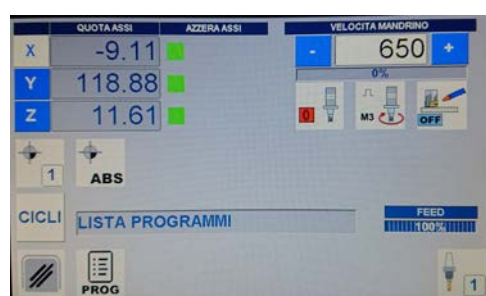 QUOTA ASSI AZZERA ASSI VELOCITA MANDRINO
X -9.11 - 650 +
Y 118.88 0%
Z 11.61 0 M3 OFF
1 ABS
CICLI LISTA PROGRAMMI FEED
100%
PROG 1